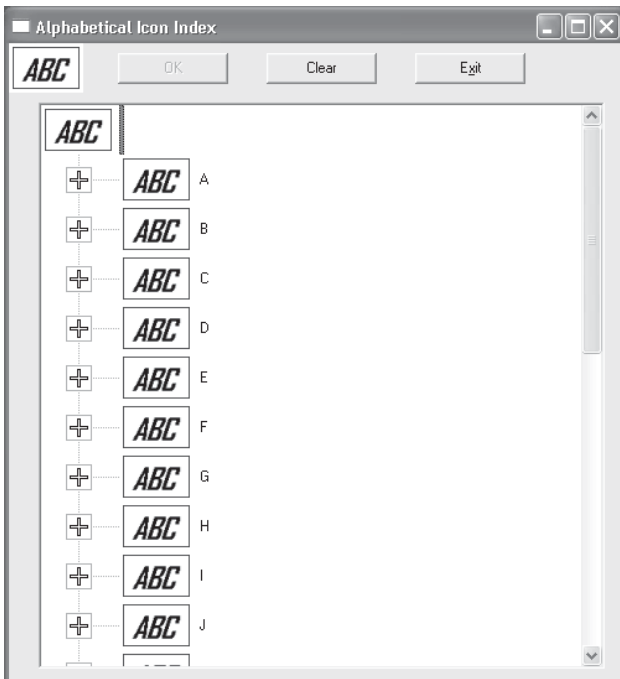 Alphabetical Icon Index
ABC OK Clear Exit
ABC
ABC A
ABC B
ABC C
ABC D
ABC E
ABC F
ABC G
ABC H
ABC I
ABC J